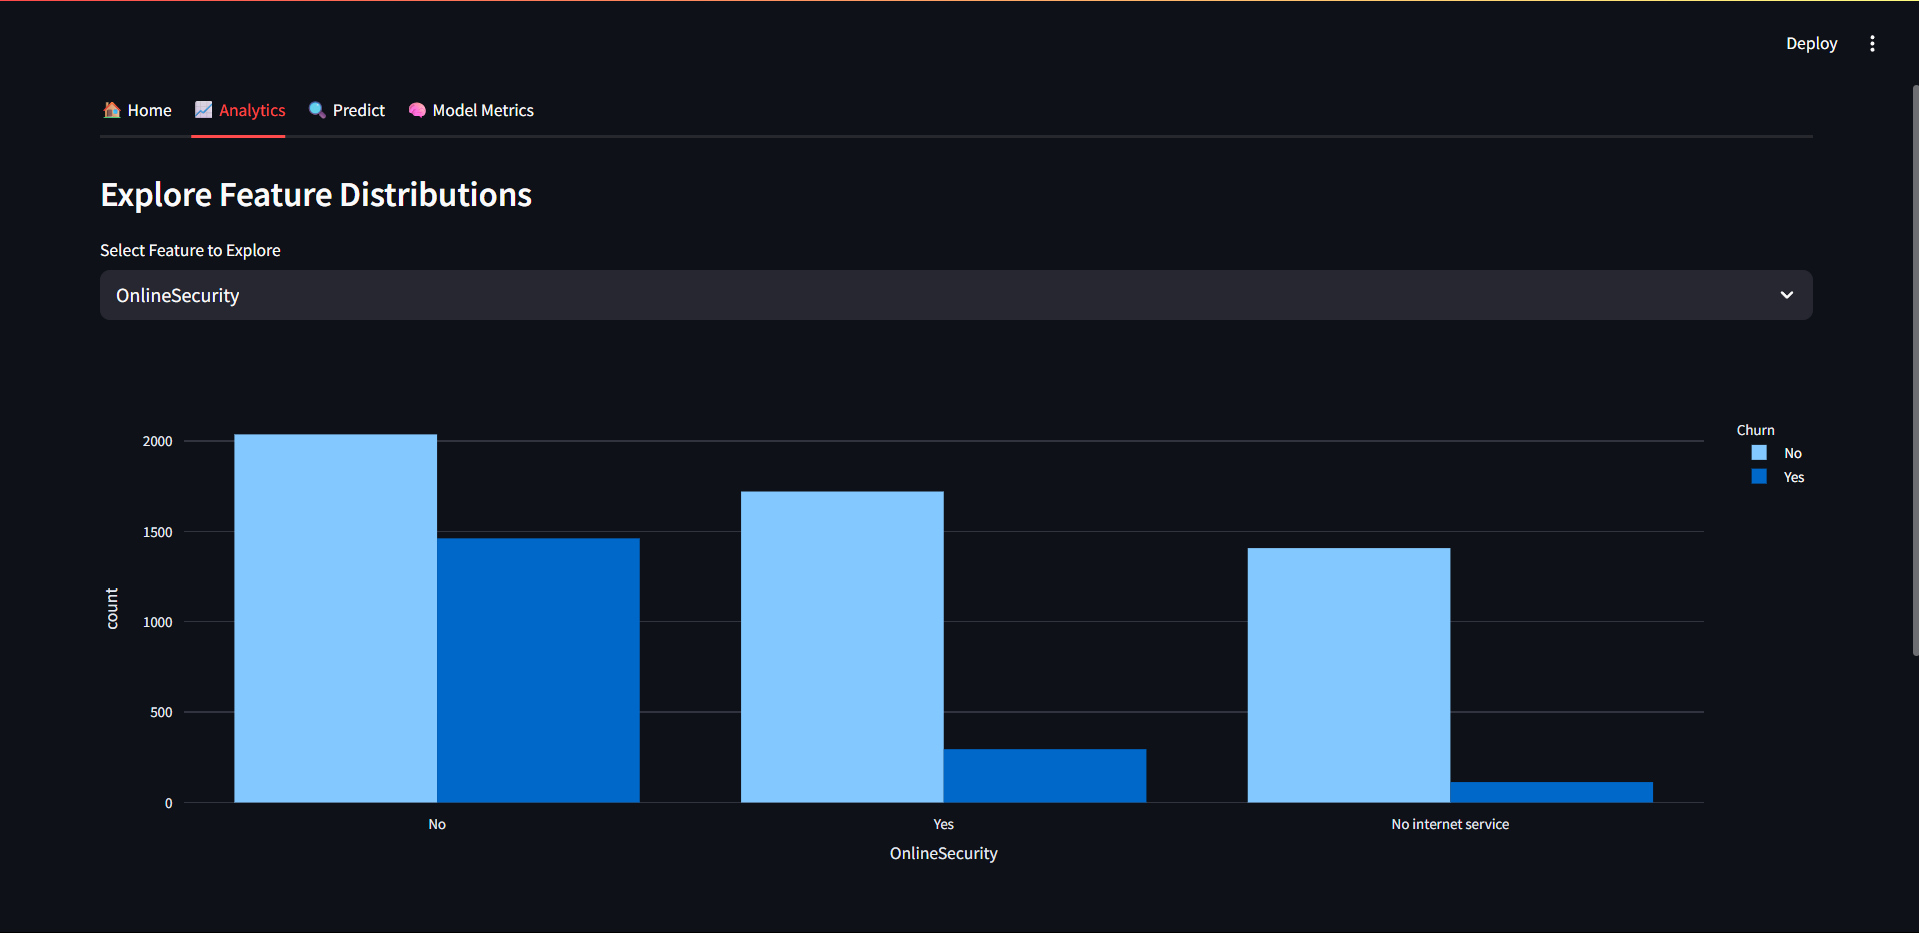 Deploy
Home Analytics Predict Model Metrics
Explore Feature Distributions
Select Feature to Explore
OnlineSecurity
Churn
No
Yes
2000
1500
1000
500
0
count
No Yes No internet service
OnlineSecurity